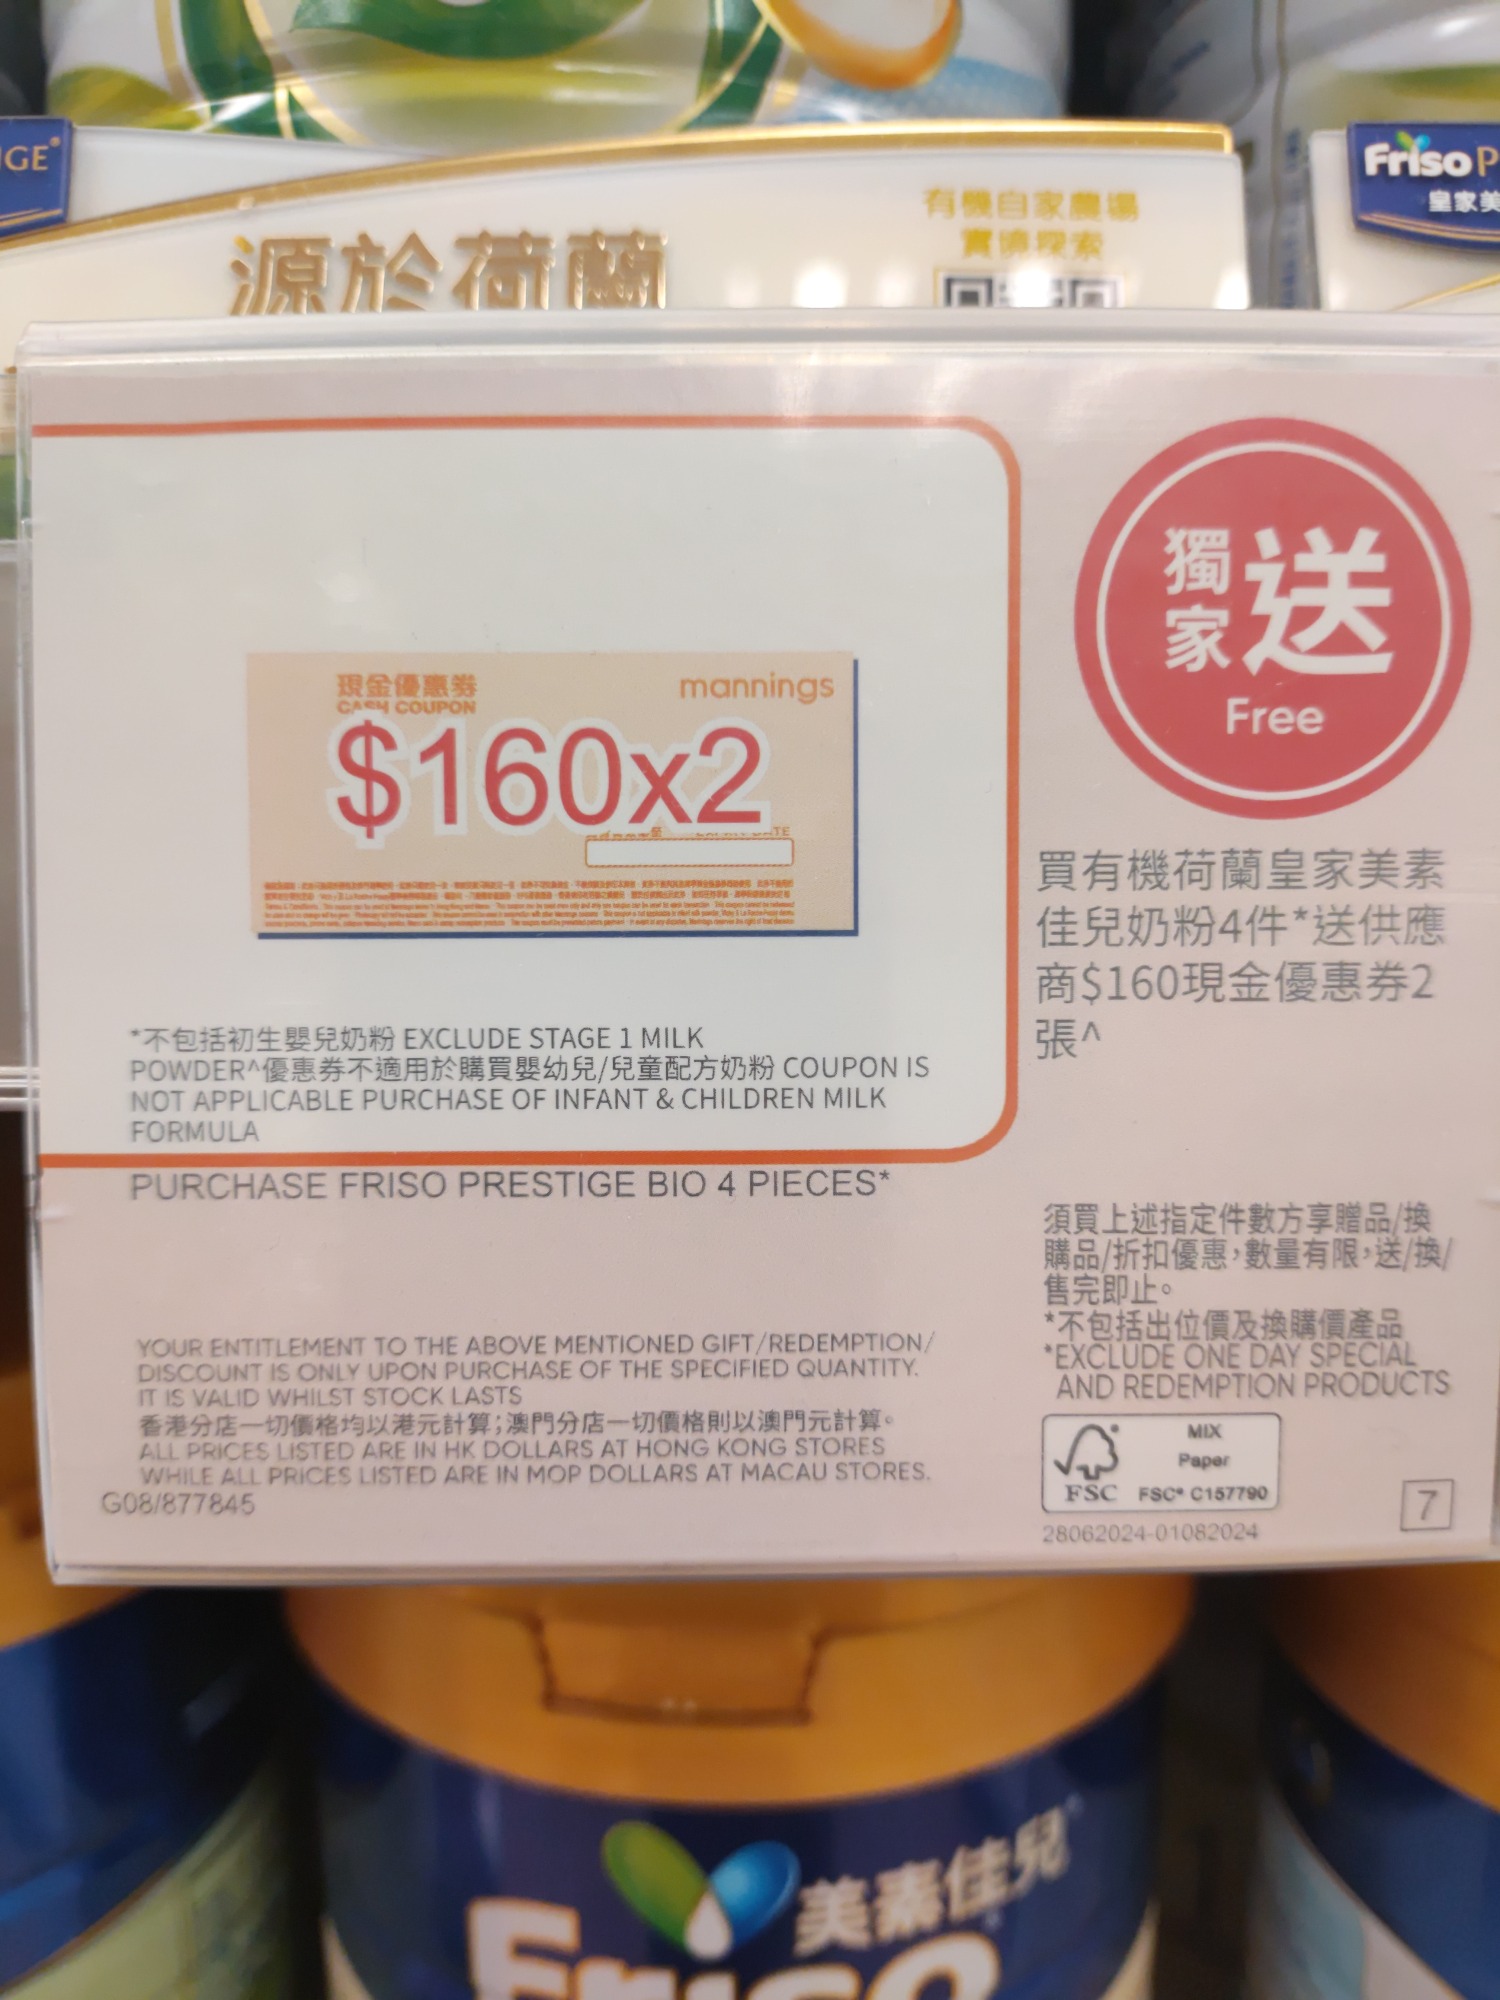 GE®
有機自家農場
實境探索
源於荷蘭
Friso P
皇家美
獨家送
Free
現金優惠券
CASH COUPON
mannings
$160x2
買有機荷蘭皇家美素
佳兒奶粉4件*送供應
商$160現金優惠券2
張^
*不包括初生嬰兒奶粉 EXCLUDE STAGE 1 MILK
POWDER^優惠券不適用於購買嬰幼兒/兒童配方奶粉 COUPON IS
NOT APPLICABLE PURCHASE OF INFANT & CHILDREN MILK
FORMULA
PURCHASE FRISO PRESTIGE BIO 4 PIECES*
須買上述指定件數方享贈品/換
購品/折扣優惠,數量有限,送/換/
售完即止。
*不包括出位價及換購價產品
*EXCLUDE ONE DAY SPECIAL
AND REDEMPTION PRODUCTS
YOUR ENTITLEMENT TO THE ABOVE MENTIONED GIFT/REDEMPTION/
DISCOUNT IS ONLY UPON PURCHASE OF THE SPECIFIED QUANTITY.
IT IS VALID WHILST STOCK LASTS
香港分店一切價格均以港元計算;澳門分店一切價格則以澳門元計算。
ALL PRICES LISTED ARE IN HK DOLLARS AT HONG KONG STORES
WHILE ALL PRICES LISTED ARE IN MOP DOLLARS AT MACAU STORES.
G08/877845
MIX
Paper
FSC
FSC® C157790
7
28062024-01082024
美素佳兒
Friso